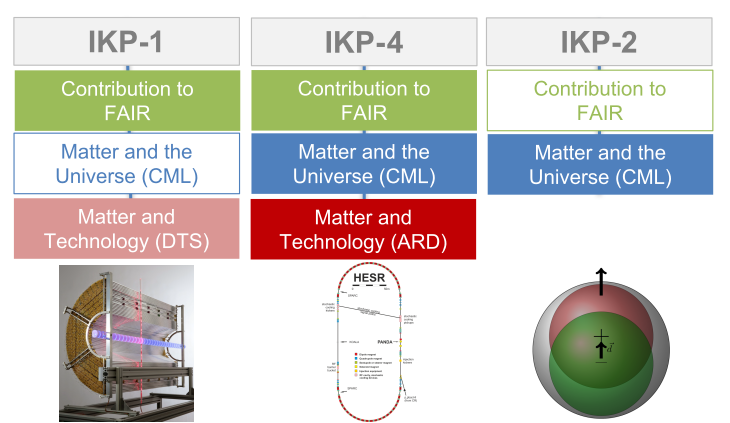 IKP-1
IKP-4
IKP-2
Contribution to
FAIR
Contribution to
FAIR
Contribution to
FAIR
Matter and the
Universe (CML)
Matter and the
Universe (CML)
Matter and the
Universe (CML)
Matter and
Technology (DTS)
Matter and
Technology (ARD)
HESR
PANDA
d